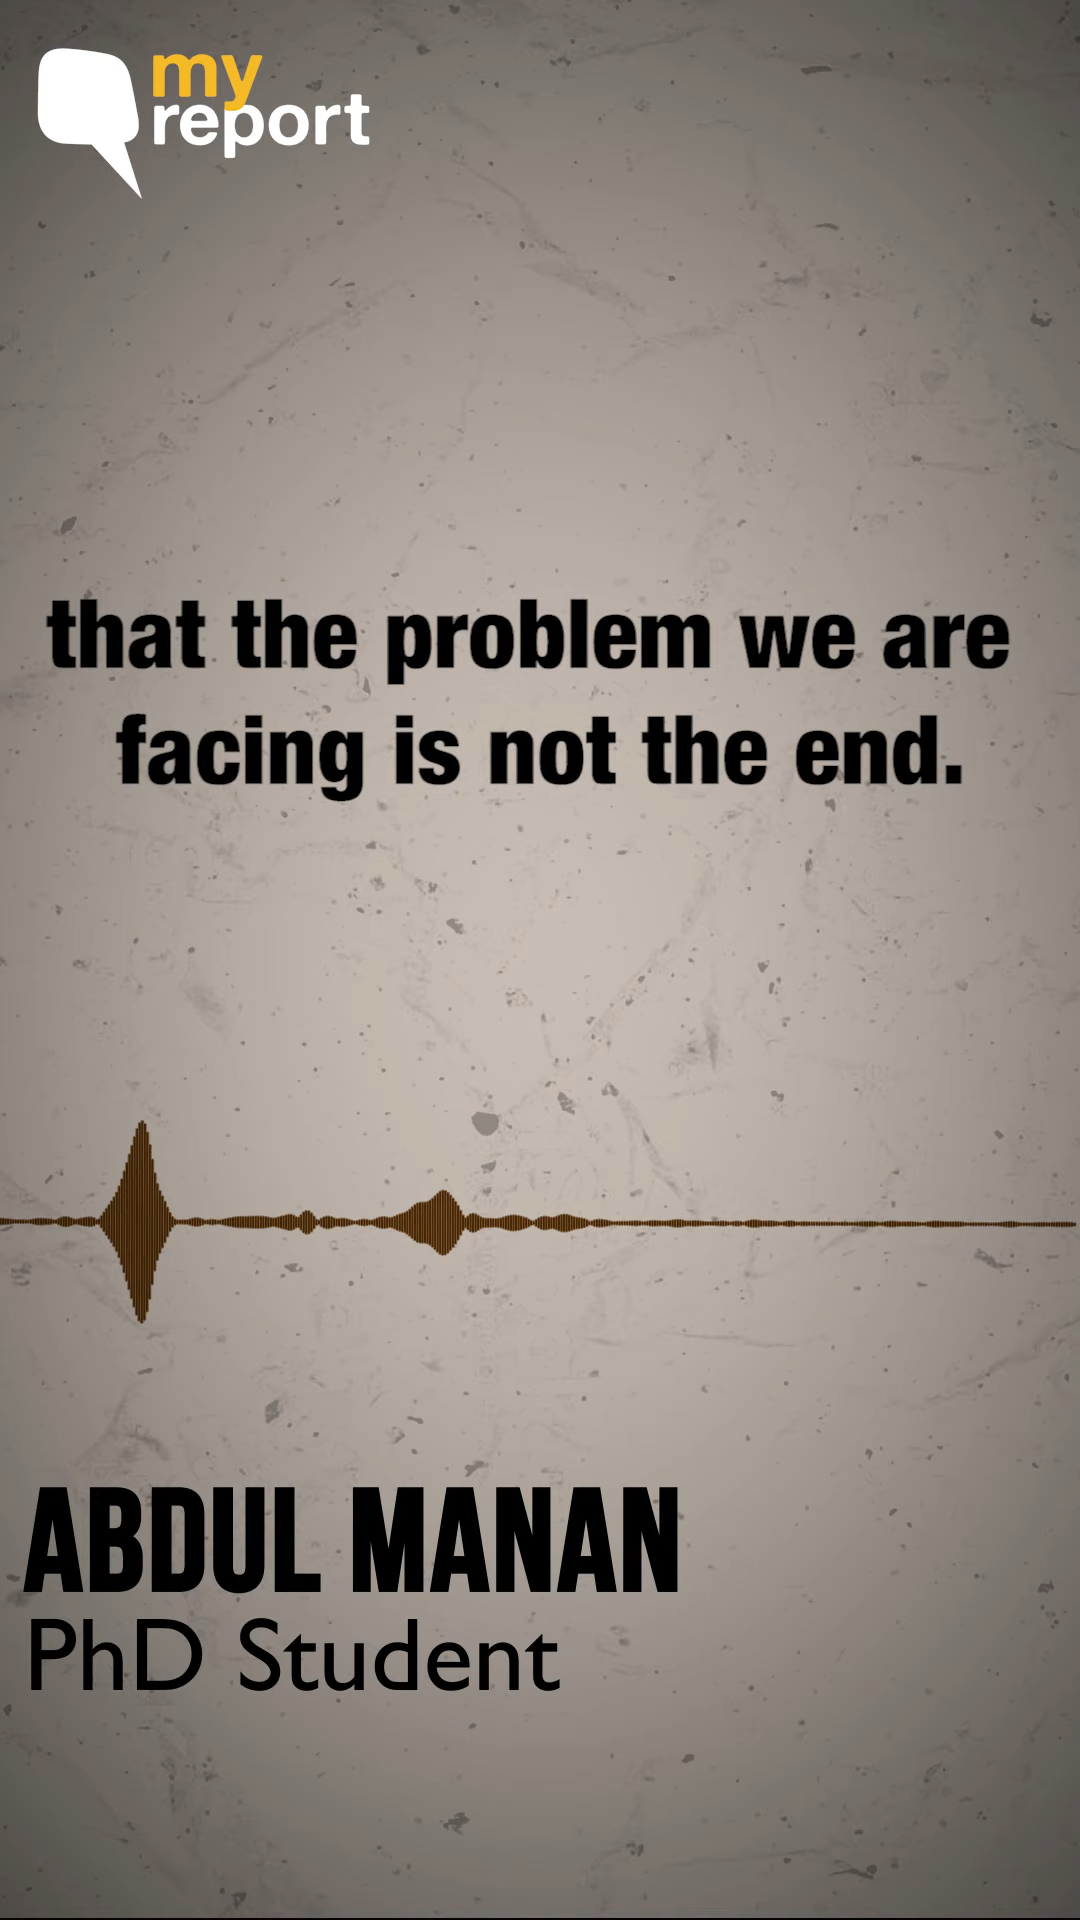 my
report
that the problem we are
facing is not the end.
ABDUL MANAN
PhD Student